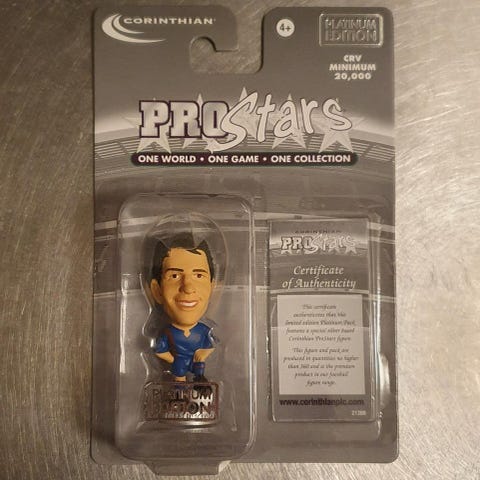 CORINTHIAN
4+
PLATINUM
EDITION
CRV
MINIMUM
20,000
PROStars
ONE WORLD • ONE GAME • ONE COLLECTION
CORINTHIAN
PROStars
Certificate
of Authenticity
This certificate
authenticates that this
limited edition Platinum Pack
features a special silver based
Corinthian ProStars figure.
This figure and pack are
produced in quantities no higher
than 360 and is the premium
product in our football
figure range.
www.corinthianplc.com
PLATINUM
EDITION